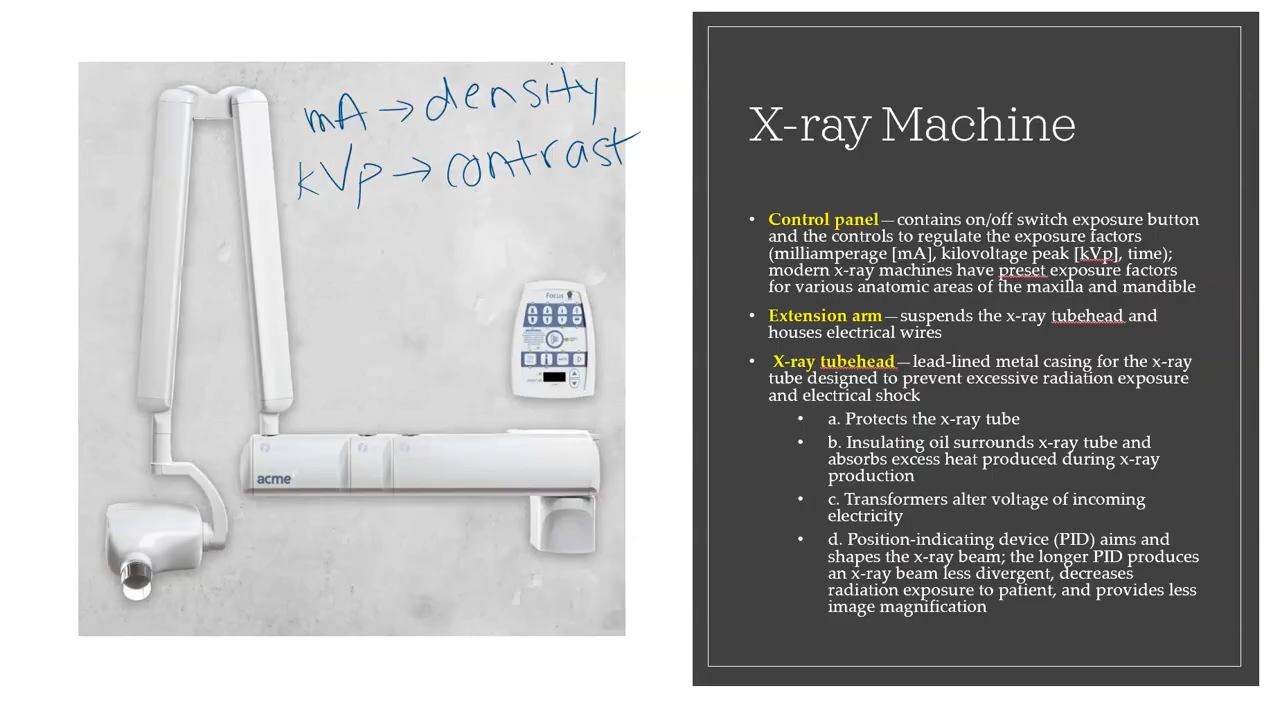 mA → density
kVp → contrast
Focus
acme
X-ray Machine
• Control panel—contains on/off switch exposure button
and the controls to regulate the exposure factors
(milliamperage [mA], kilovoltage peak [kVp], time);
modern x-ray machines have preset exposure factors
for various anatomic areas of the maxilla and mandible
• Extension arm—suspends the x-ray tubehead and
houses electrical wires
• X-ray tubehead—lead-lined metal casing for the x-ray
tube designed to prevent excessive radiation exposure
and electrical shock
• a. Protects the x-ray tube
• b. Insulating oil surrounds x-ray tube and
absorbs excess heat produced during x-ray
production
• c. Transformers alter voltage of incoming
electricity
• d. Position-indicating device (PID) aims and
shapes the x-ray beam; the longer PID produces
an x-ray beam less divergent, decreases
radiation exposure to patient, and provides less
image magnification